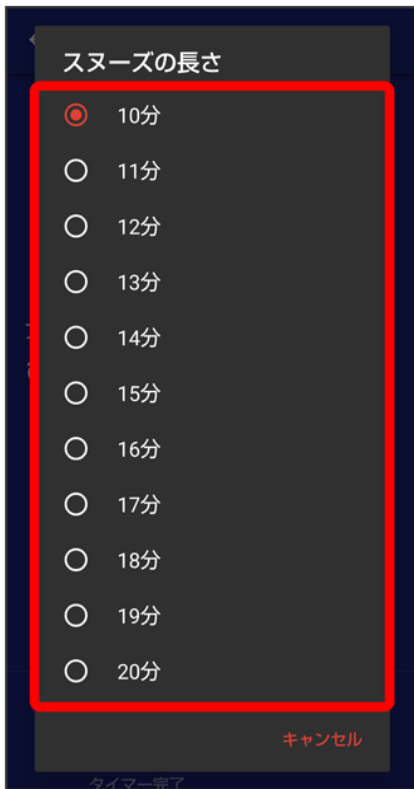 スヌーズの長さ
10分
11分
12分
13分
14分
15分
16分
17分
18分
19分
20分
キャンセル
タイマー完了